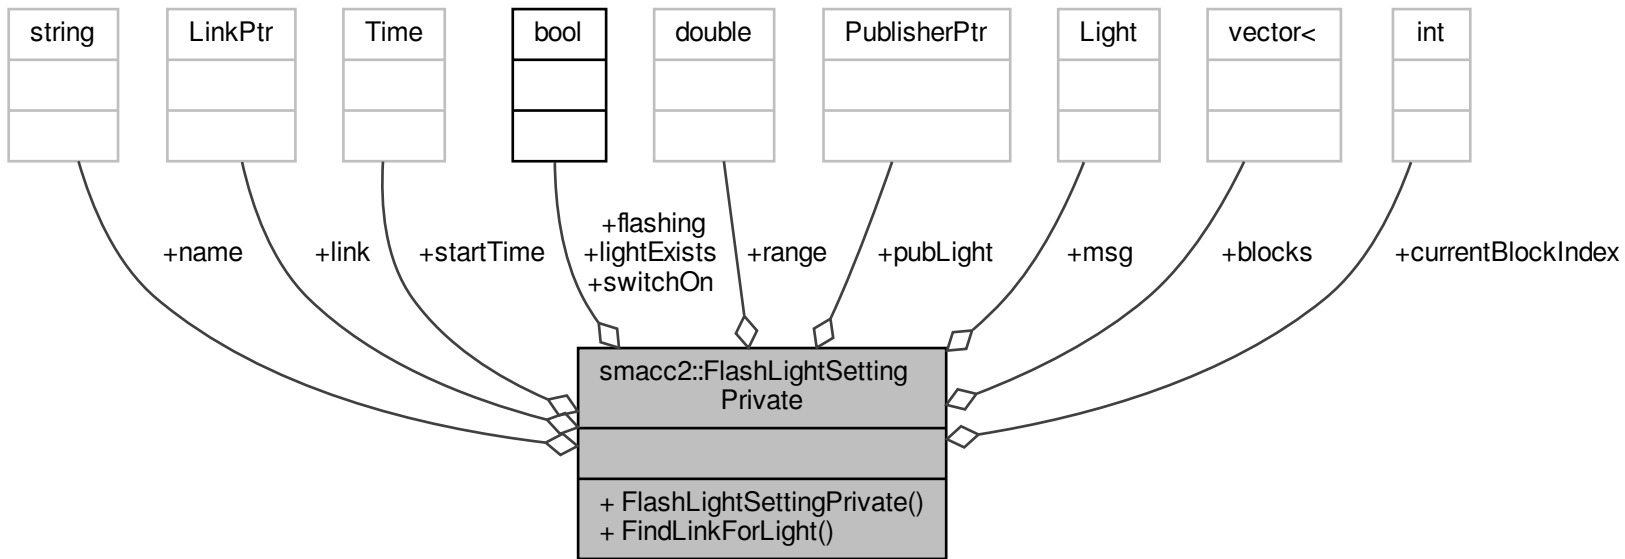 string
LinkPtr
Time
bool
double
PublisherPtr
Light
vector<
int
+name
+link
+startTime
+flashing
+lightExists
+switchOn
+range
+pubLight
+msg
+blocks
+currentBlockIndex
smacc2::FlashLightSetting
Private
+ FlashLightSettingPrivate()
+ FindLinkForLight()